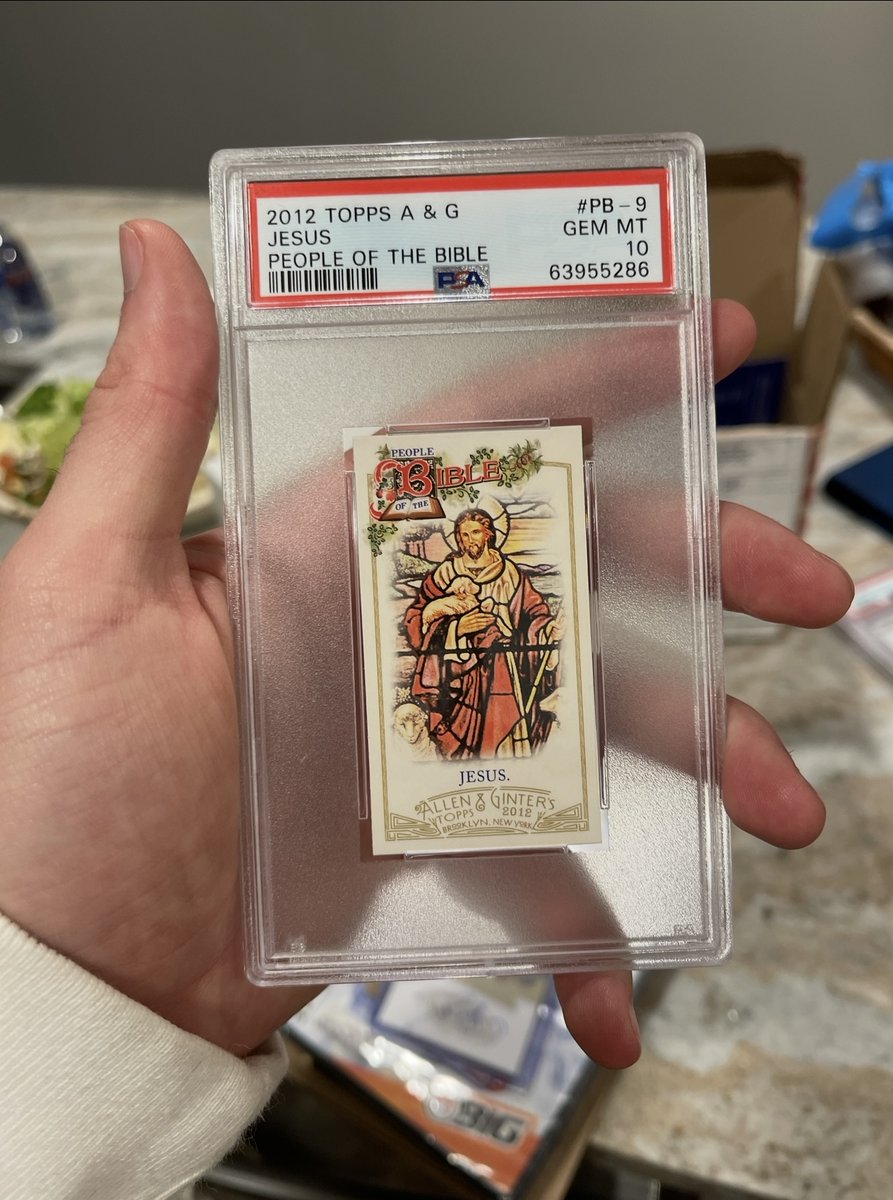 2012 TOPPS A & G
#PB-9
JESUS
GEM MT
PEOPLE OF THE BIBLE
10
PSA
63955286
PEOPLE
OF THE
BIBLE
JESUS.
ALLEN & GINTER'S
TOPPS 2012
BROOKLYN, NEW YORK
BIG